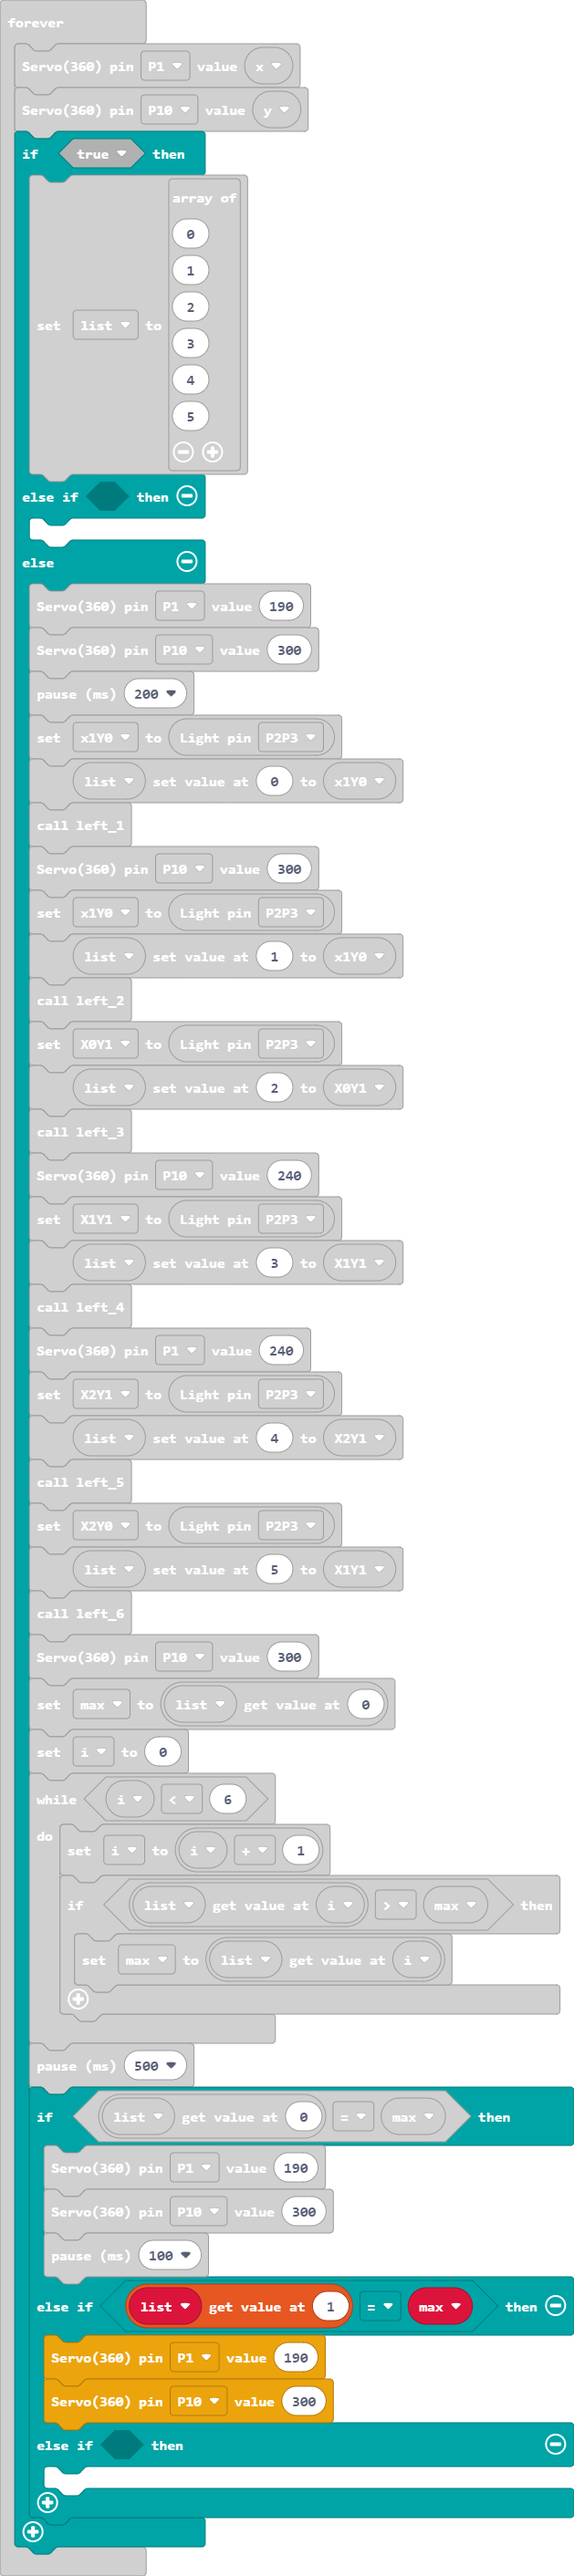 forever
Servo(360) pin P1 value x
Servo(360) pin P10 value y
if true then
array of
0
1
2
set list to 3
4
5
else if then
else
Servo(360) pin P1 value 190
Servo(360) pin P10 value 300
pause (ms) 200
set x1Y0 to Light pin P2P3
list set value at 0 to x1Y0
call left_1
Servo(360) pin P10 value 300
set x1Y0 to Light pin P2P3
list set value at 1 to x1Y0
call left_2
set X0Y1 to Light pin P2P3
list set value at 2 to X0Y1
call left_3
Servo(360) pin P10 value 240
set X1Y1 to Light pin P2P3
list set value at 3 to X1Y1
call left_4
Servo(360) pin P1 value 240
set X2Y1 to Light pin P2P3
list set value at 4 to X2Y1
call left_5
set X2Y0 to Light pin P2P3
list set value at 5 to X1Y1
call left_6
Servo(360) pin P10 value 300
set max to list get value at 0
set i to 0
while i < 6
do
set i to i + 1
if list get value at i > max then
set max to list get value at i
pause (ms) 500
if list get value at 0 = max then
Servo(360) pin P1 value 190
Servo(360) pin P10 value 300
pause (ms) 100
else if list get value at 1 = max then
Servo(360) pin P1 value 190
Servo(360) pin P10 value 300
else if then